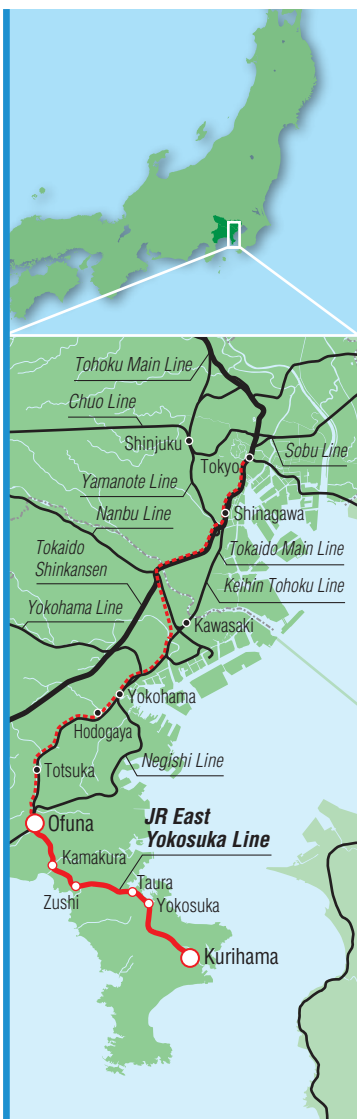 Tohoku Main Line
Chuo Line
Shinjuku
Tokyo
Sobu Line
Yamanote Line
Nanbu Line
Shinagawa
Tokaido
Shinkansen
Tokaido Main Line
Keihin Tohoku Line
Yokohama Line
Kawasaki
Yokohama
Hodogaya
Negishi Line
Totsuka
Ofuna
JR East
Yokosuka Line
Kamakura
Zushi
Taura
Yokosuka
Kurihama